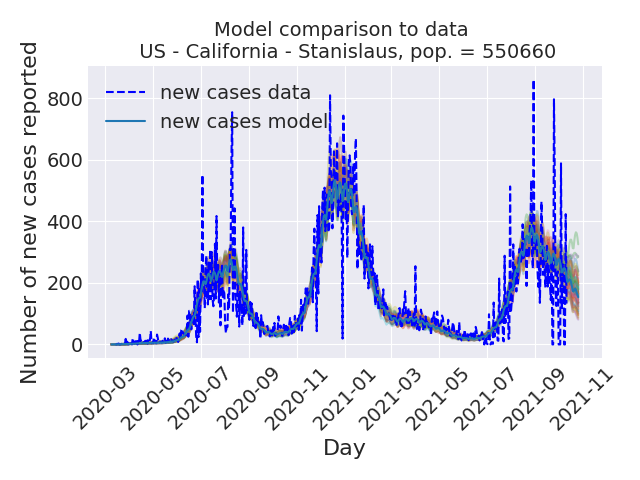 Model comparison to data
US - California - Stanislaus, pop. = 550660
new cases data
new cases model
Number of new cases reported
800
600
400
200
0
2020-03
2020-05
2020-07
2020-09
2020-11
2021-01
2021-03
2021-05
2021-07
2021-09
2021-11
Day